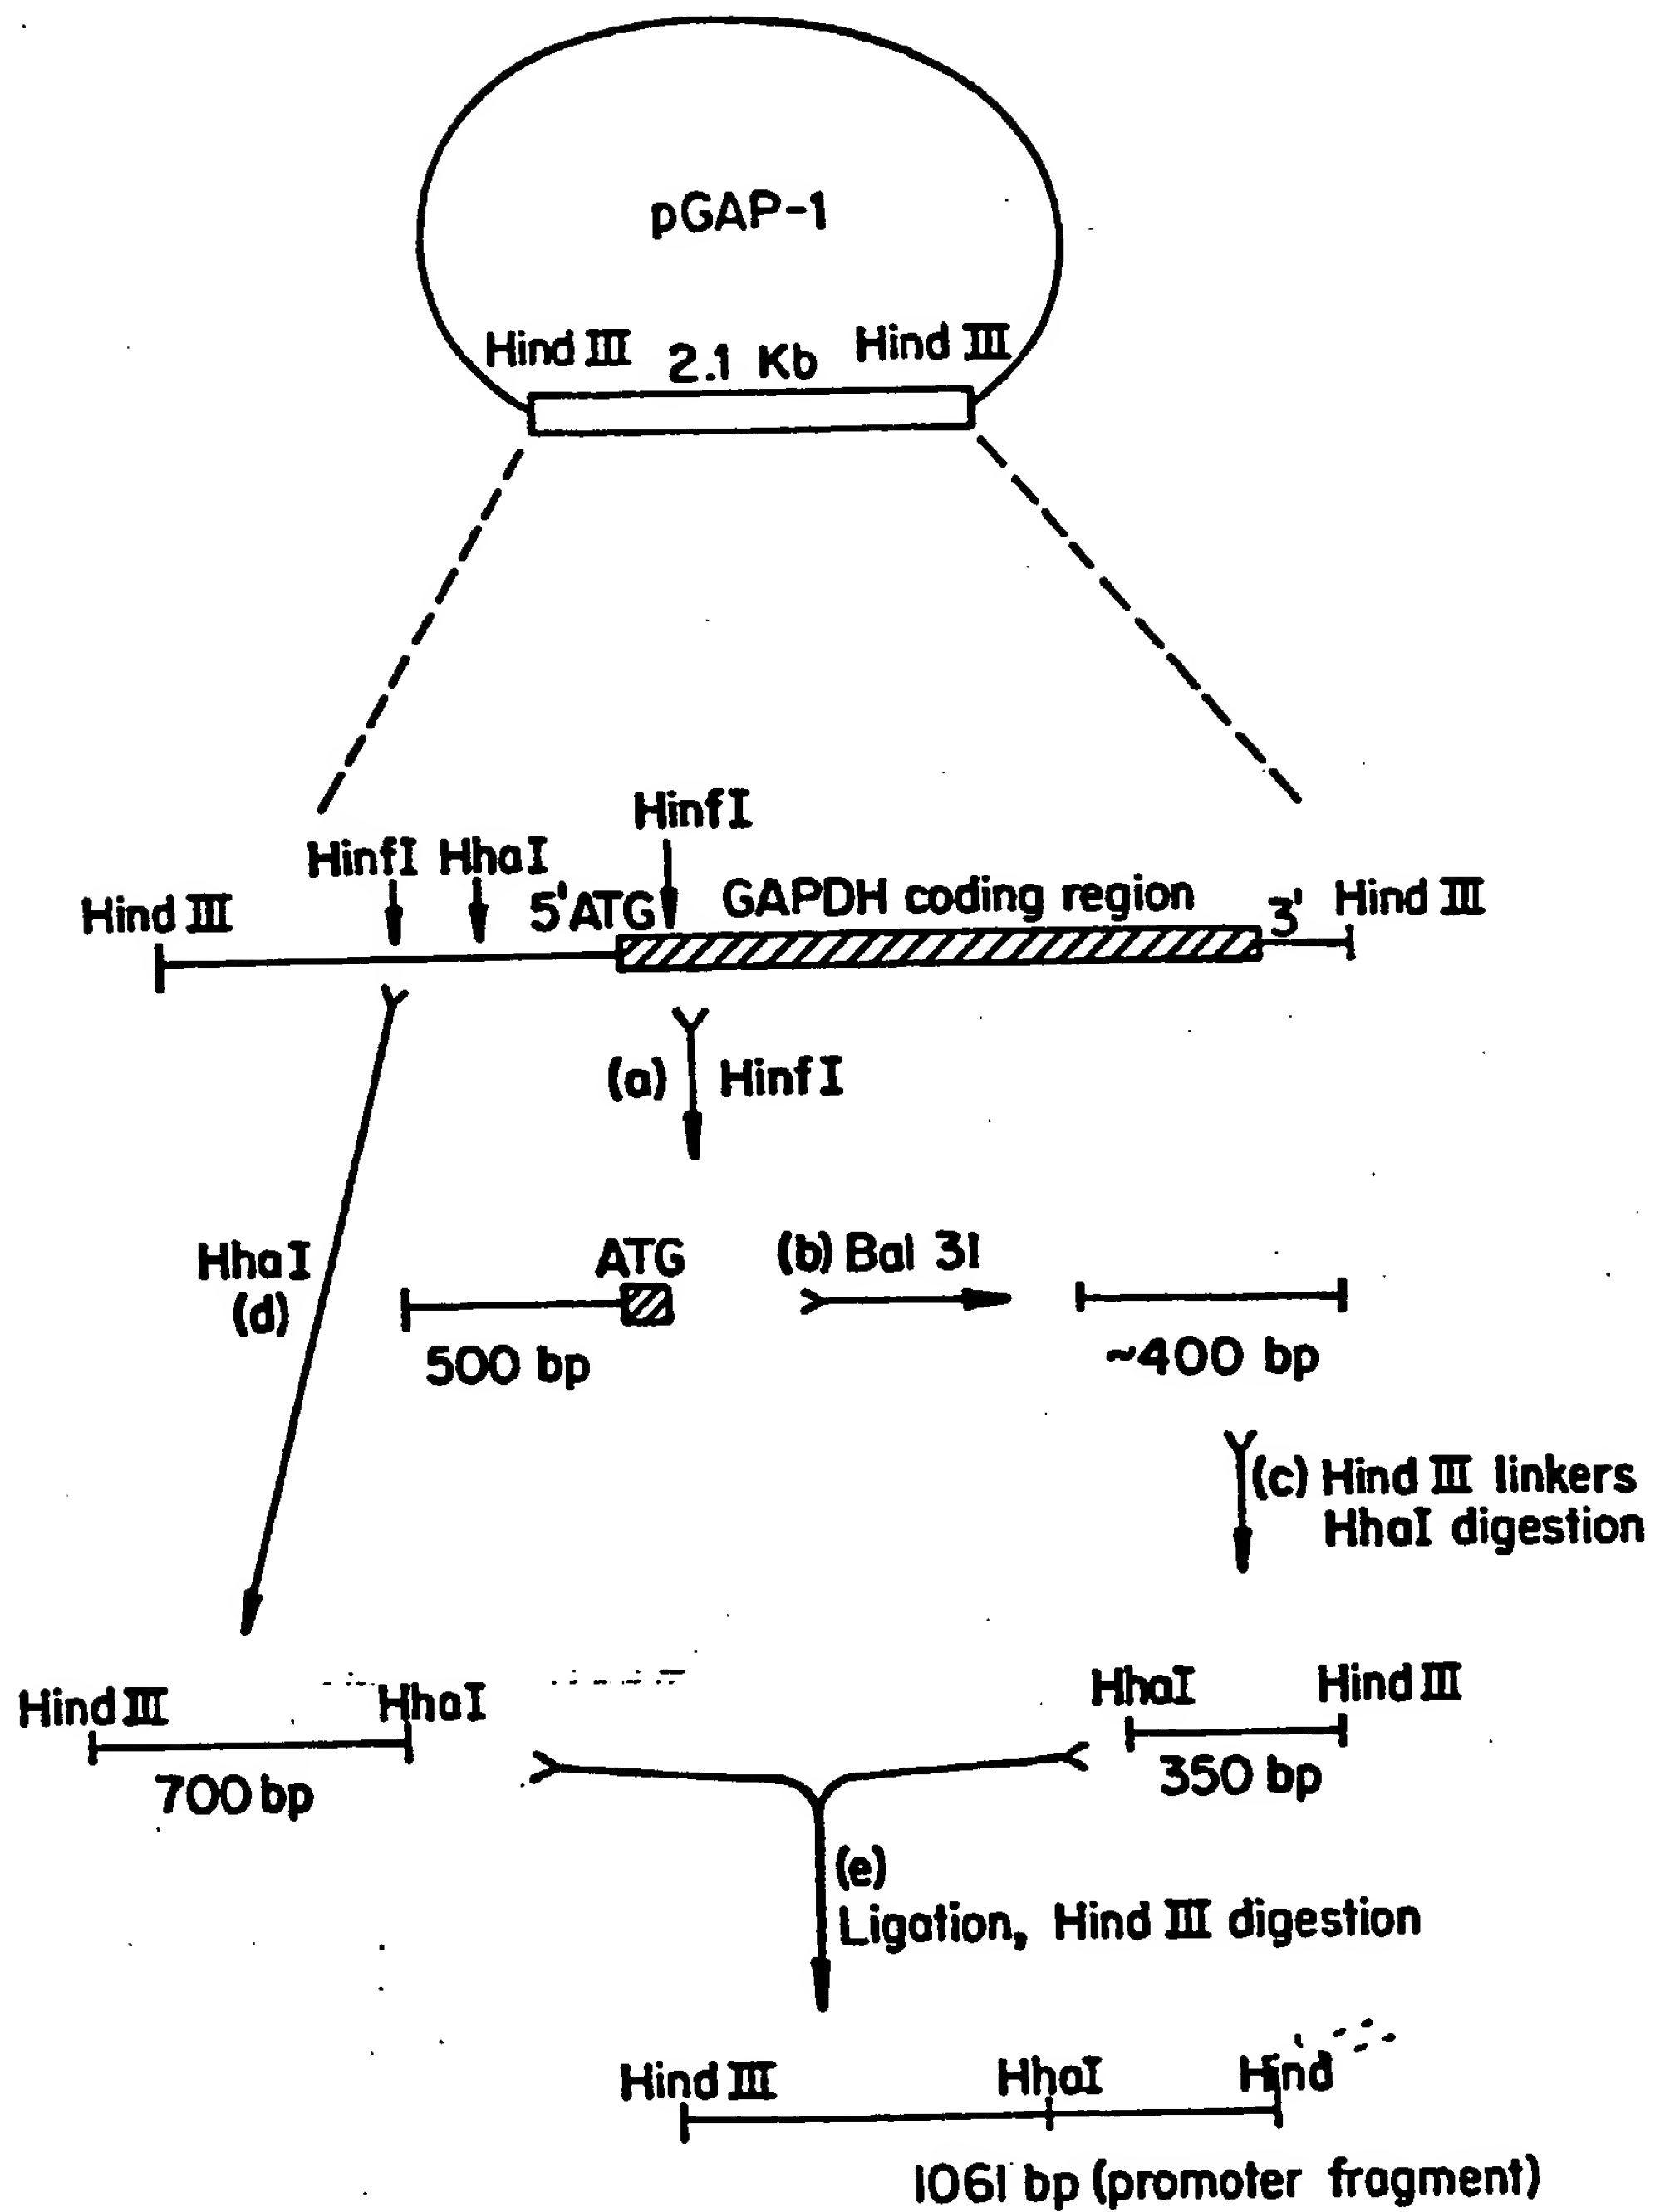 pGAP-1
Hind III 2.1 Kb Hind III
HinfI
HinfI HhaI
Hind III 5'ATG GAPDH coding region 3' Hind III
(a) HinfI
HhaI
(d)
ATG
500 bp
(b) Bal 31
~400 bp
(c) Hind III linkers
HhaI digestion
Hind III HhaI
700 bp
HhaI Hind III
350 bp
(e)
Ligation, Hind III digestion
Hind III HhaI Hind
1061 bp (promoter fragment)